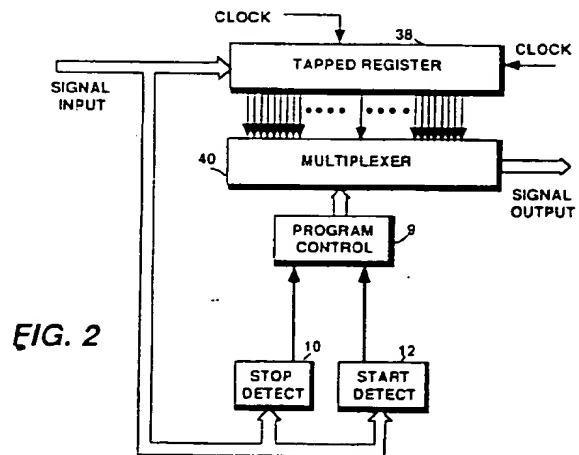 CLOCK
38
TAPPED REGISTER
CLOCK
SIGNAL
INPUT
MULTIPLEXER
40
SIGNAL
OUTPUT
PROGRAM
CONTROL
9
FIG. 2
10
STOP
DETECT
12
START
DETECT